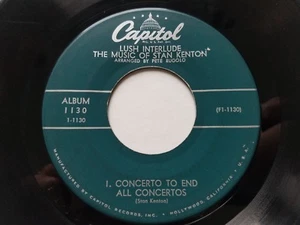 Capitol
LUSH INTERLUDE
THE MUSIC OF STAN KENTON
ARRANGED BY PETE RUGOLO
ALBUM
1130
1-1130
(F1-1130)
1. CONCERTO TO END
ALL CONCERTOS
(Stan Kenton)
MANUFACTURED BY CAPITOL RECORDS, INC. • HOLLYWOOD, CALIFORNIA • U.S.A.